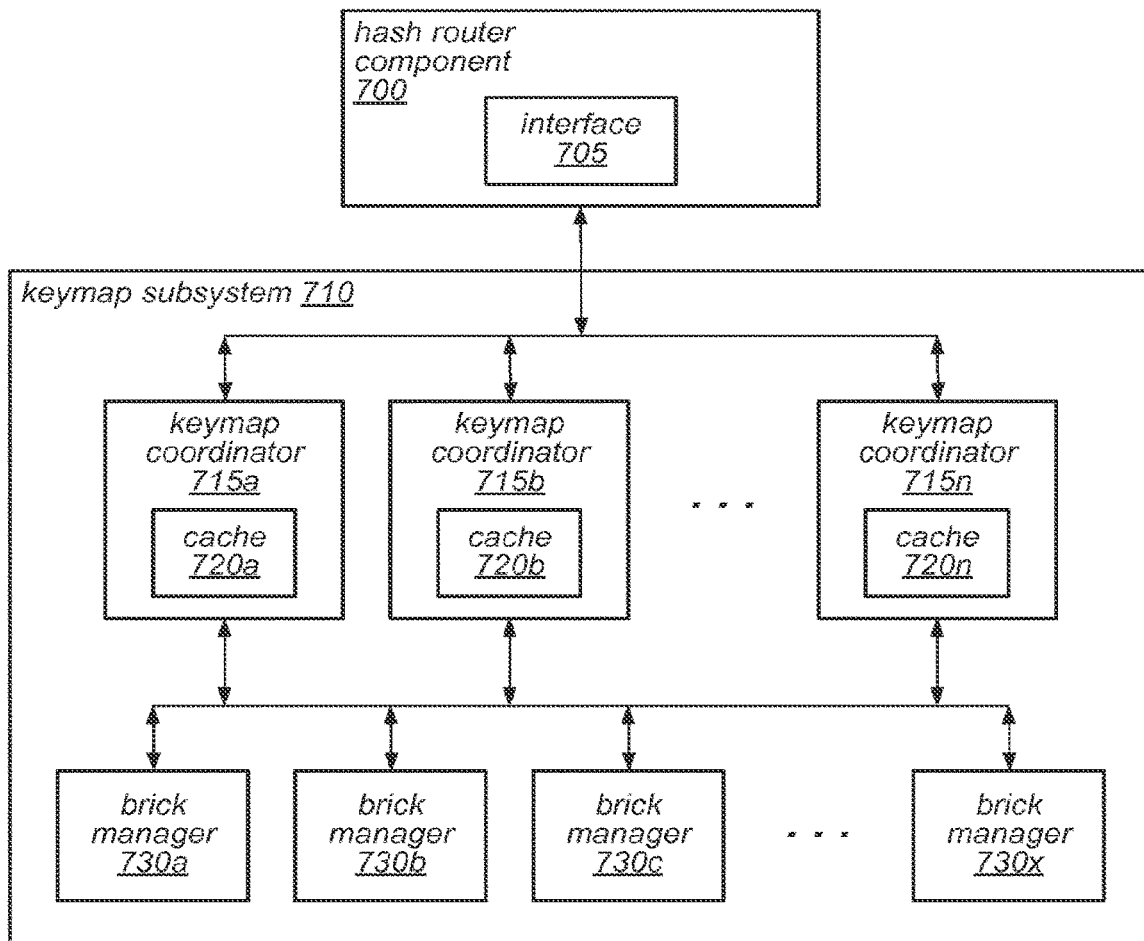 hash router
component
700
interface
705
keymap subsystem 710
keymap
coordinator
715a
cache
720a
keymap
coordinator
715b
cache
720b
. . .
keymap
coordinator
715n
cache
720n
brick
manager
730a
brick
manager
730b
brick
manager
730c
. . .
brick
manager
730x